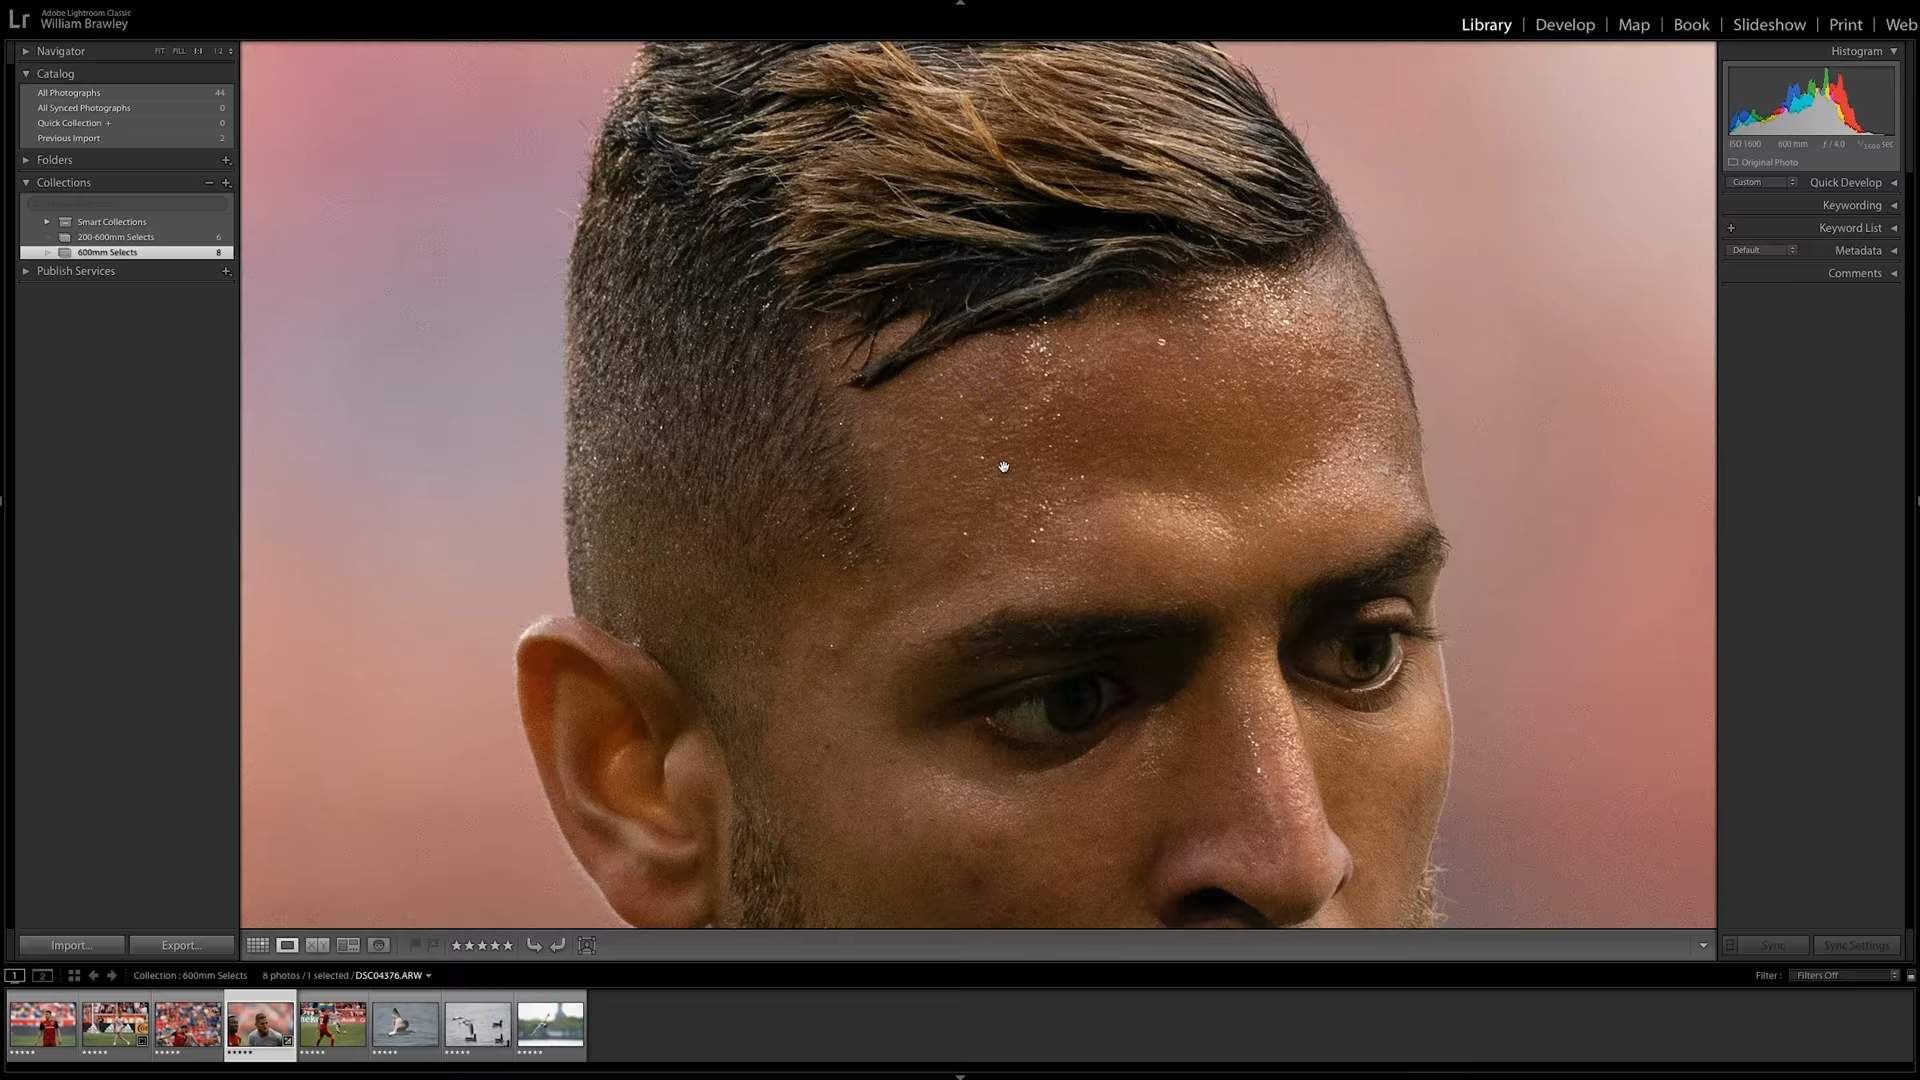 Lr
Adobe Lightroom Classic
William Brawley
Library | Develop | Map | Book | Slideshow | Print | Web
Navigator FIT FILL 1:1 1:2
Catalog
All Photographs 44
All Synced Photographs 0
Quick Collection + 0
Previous Import 2
Folders
Collections
Smart Collections
200-600mm Selects 6
600mm Selects 8
Publish Services
Import... Export...
Histogram
ISO 1600 600 mm ƒ / 4.0 1/1600 sec
Original Photo
Custom Quick Develop
Keywording
Keyword List
Default Metadata
Comments
X Y
Sync Sync Settings
1 2 Collection : 600mm Selects 8 photos / 1 selected / DSC04376.ARW
Filter : Filters Off